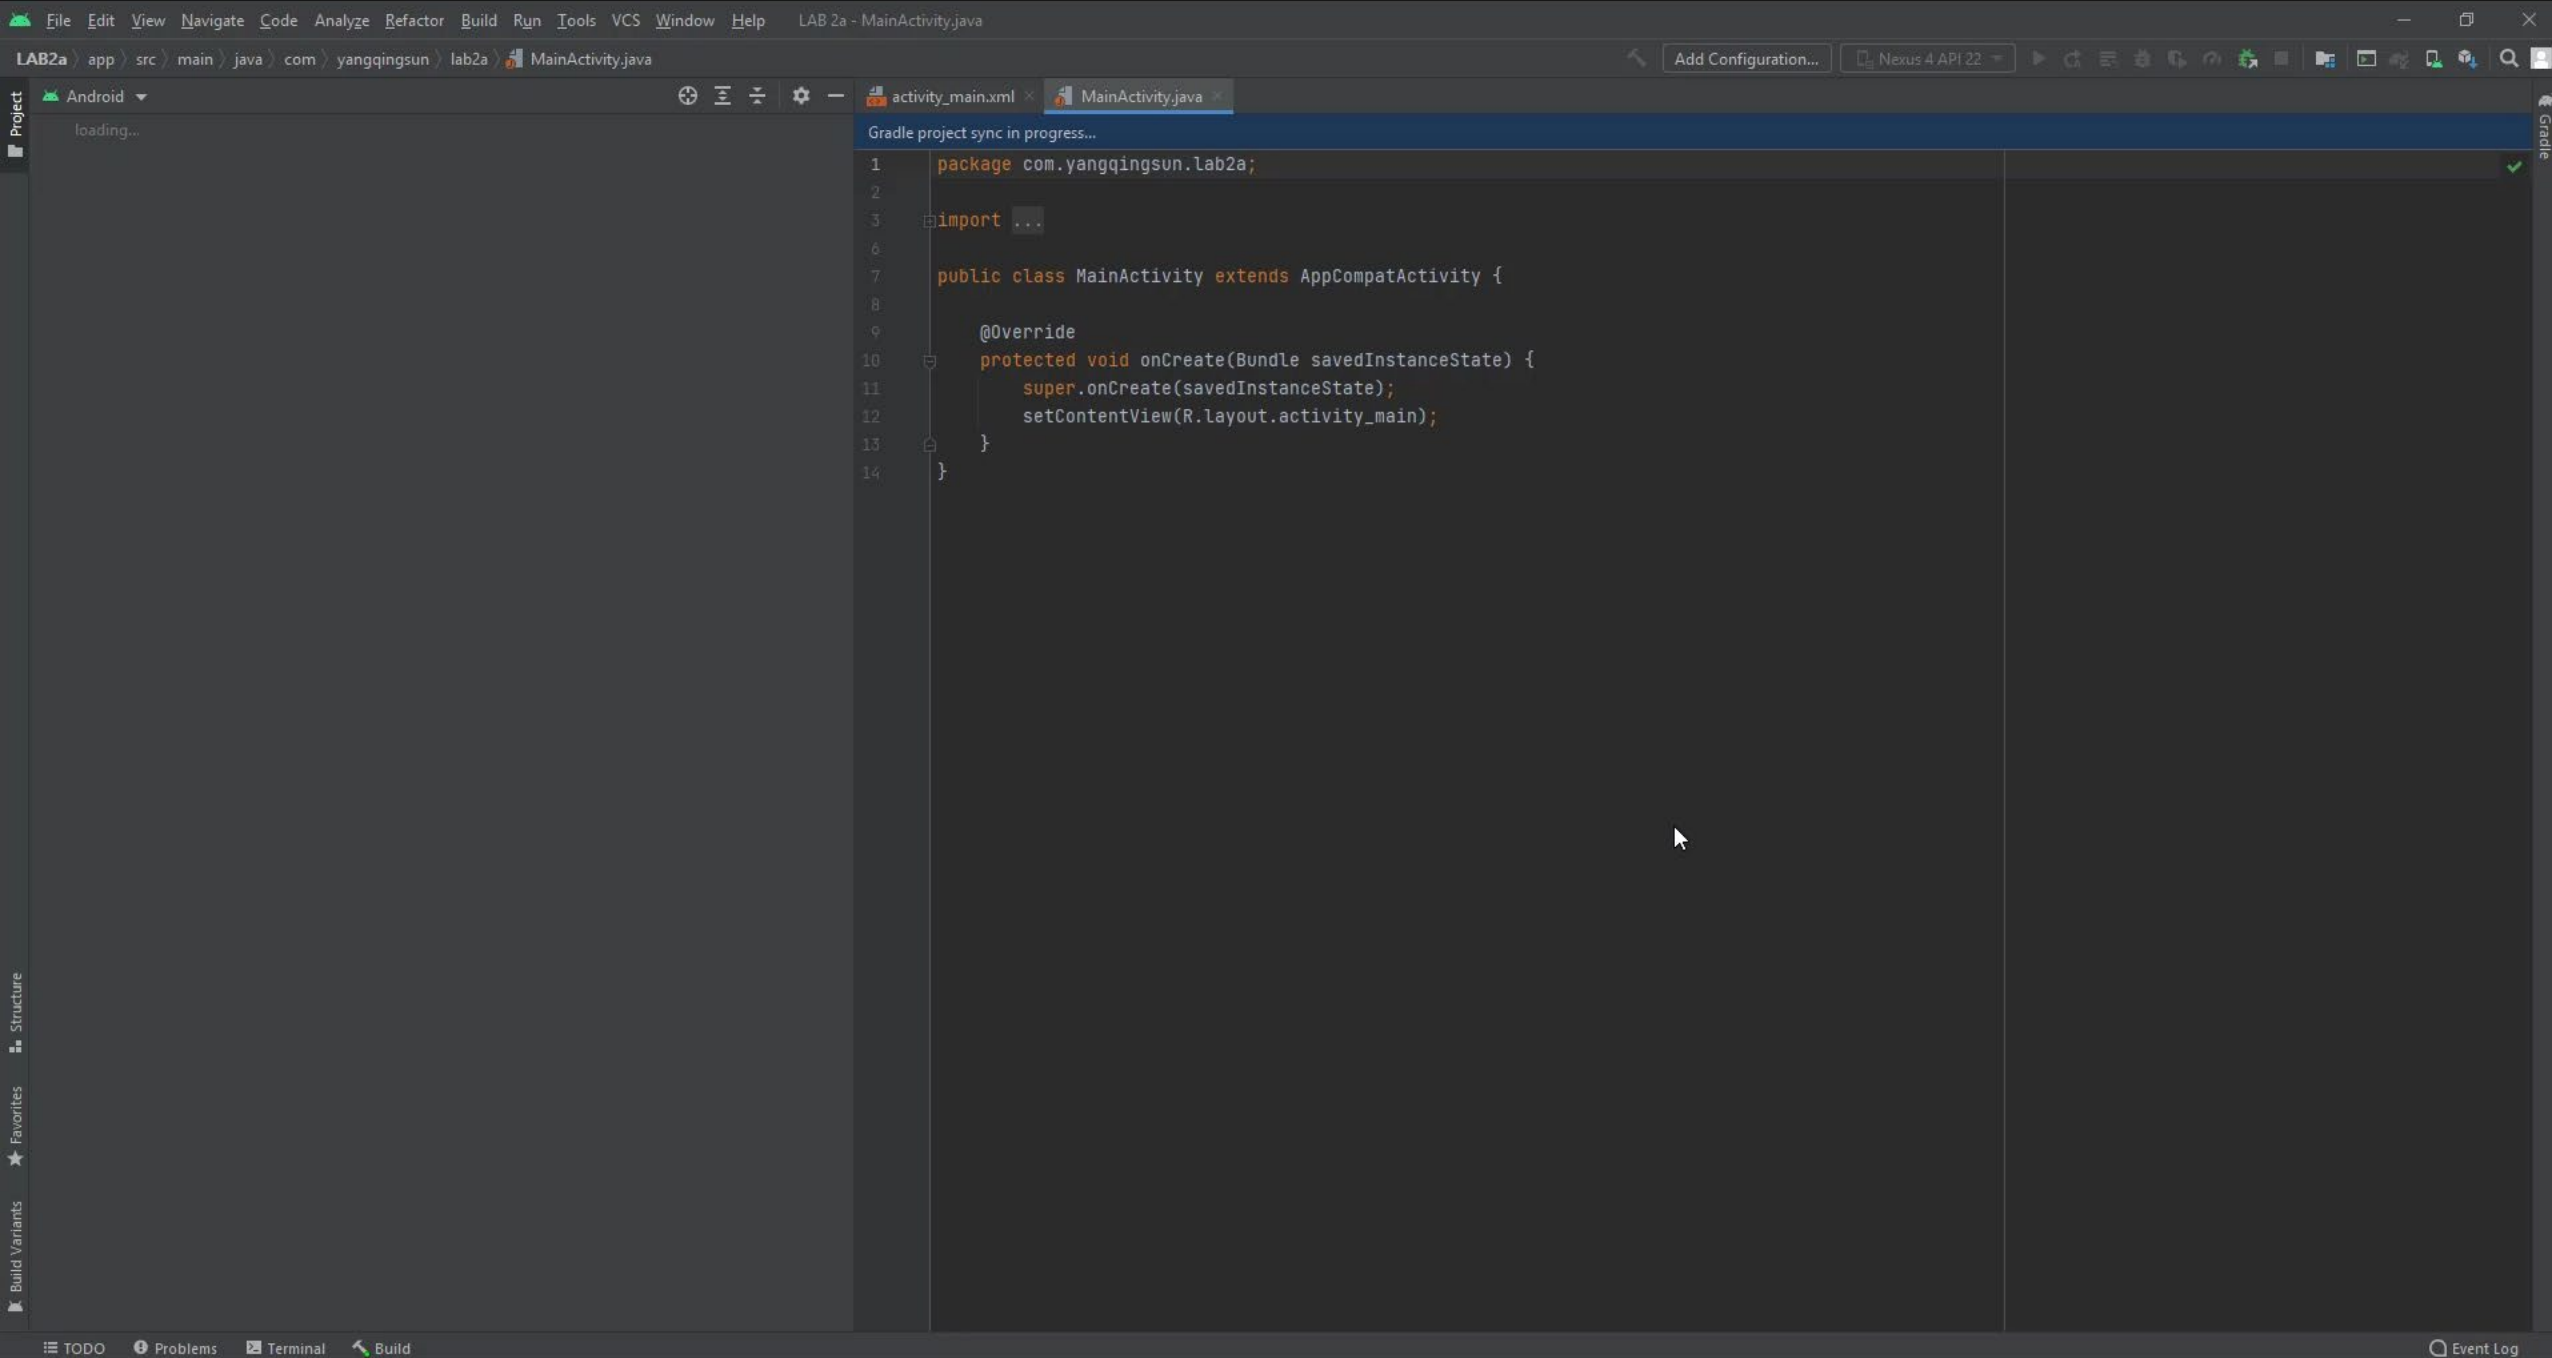 File Edit View Navigate Code Analyze Refactor Build Run Tools VCS Window Help LAB 2a - MainActivity.java
LAB2a app src main java com yangqingsun lab2a MainActivity.java Add Configuration... Nexus 4 API 22
Project
Android
activity_main.xml MainActivity.java
Gradle
loading...
Gradle project sync in progress...
1 package com.yangqingsun.lab2a;
2
3 import ...
6
7 public class MainActivity extends AppCompatActivity {
8
9 @Override
10 protected void onCreate(Bundle savedInstanceState) {
11 super.onCreate(savedInstanceState);
12 setContentView(R.layout.activity_main);
13 }
14 }
Structure
Favorites
Build Variants
TODO Problems Terminal Build Event Log